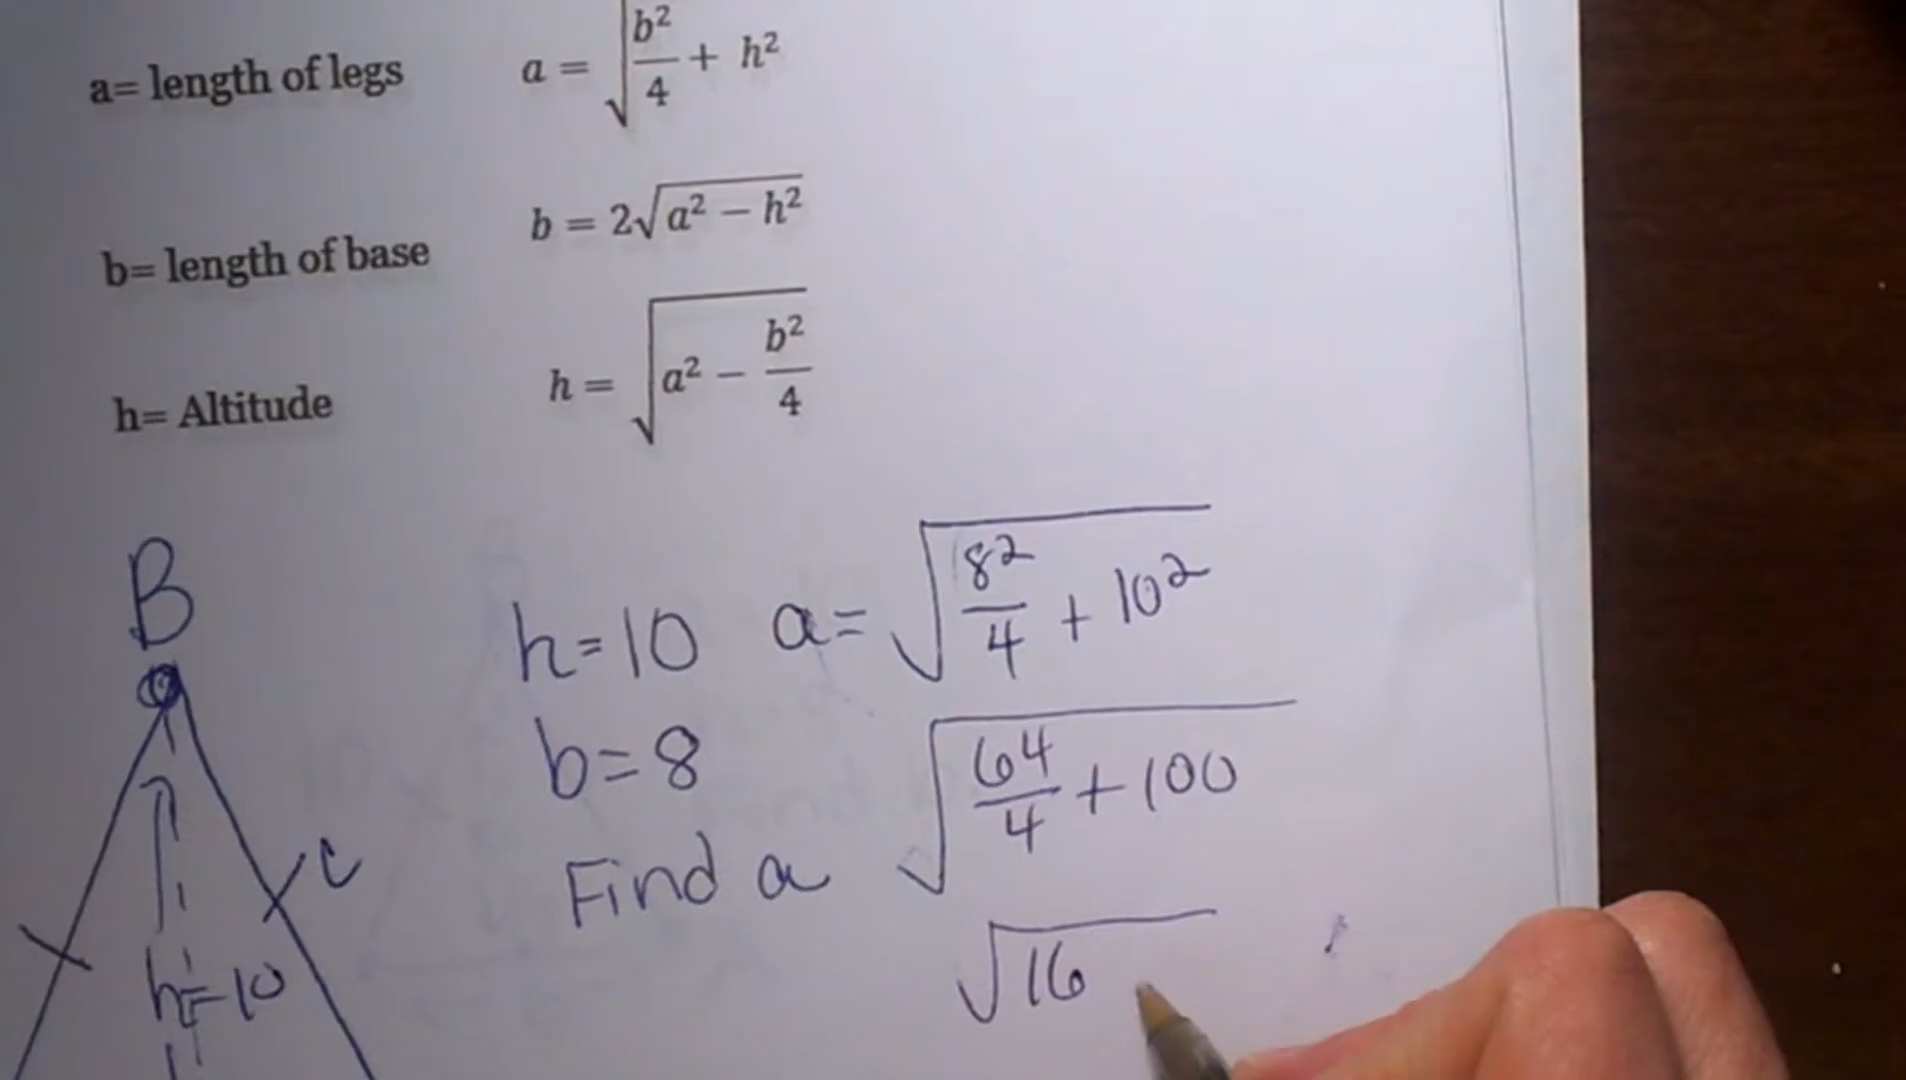 a= length of legs a = √(b²/4 + h²)
b= length of base b = 2√(a² − h²)
h= Altitude h = √(a² − b²/4)
B
h=10 a= √(8²/4 + 10²)
b=8 √(64/4 + 100)
Find a
c
√16
h=10